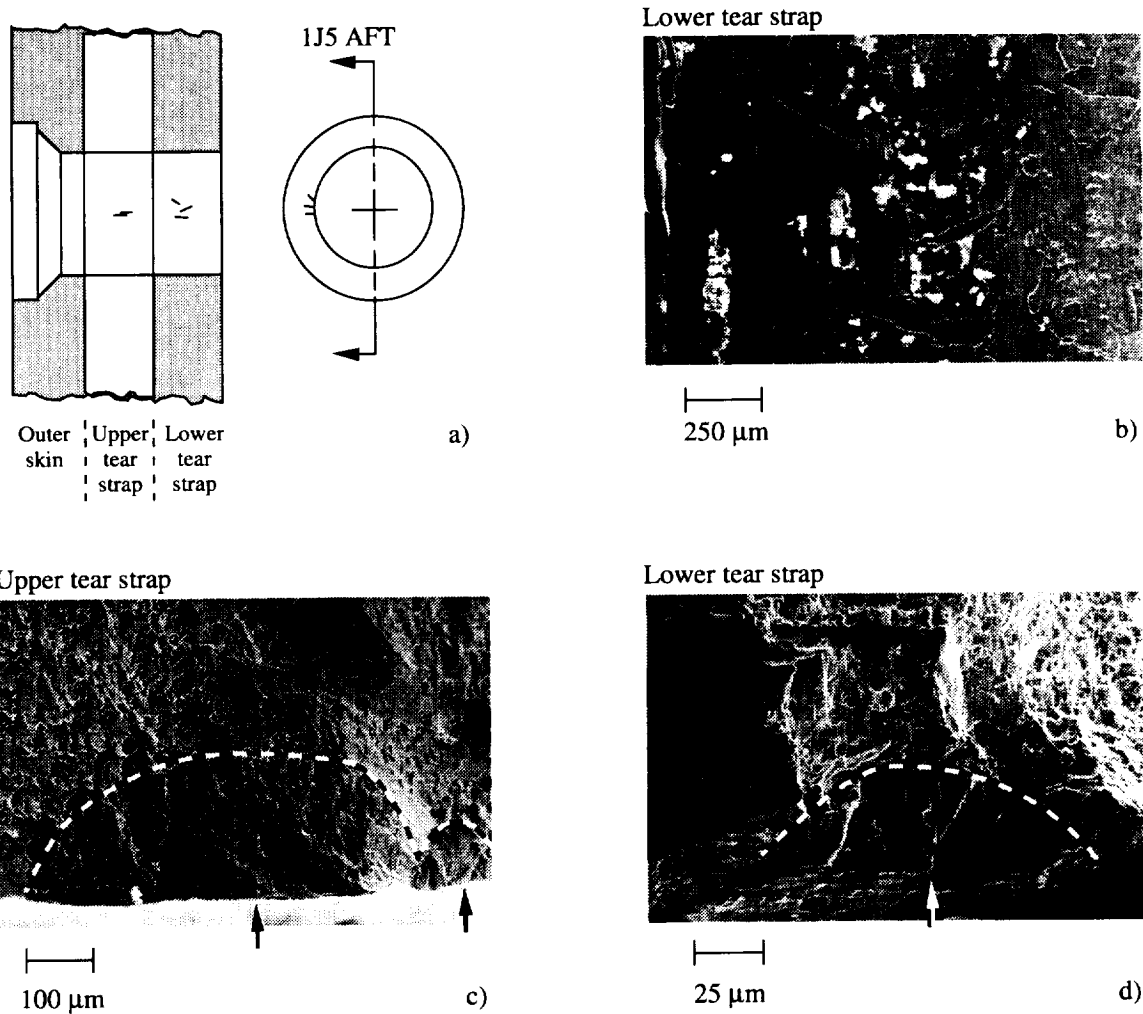 1J5 AFT
Outer skin
Upper tear strap
Lower tear strap
a)
Lower tear strap
250 μm
b)
Upper tear strap
100 μm
c)
Lower tear strap
25 μm
d)